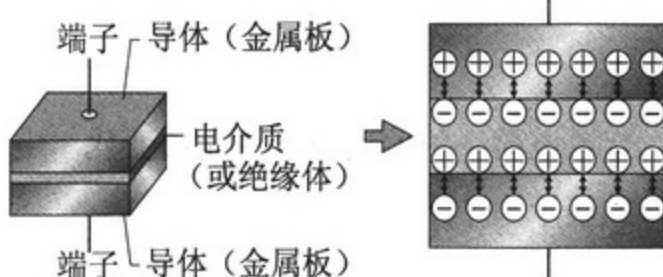 端子 导体（金属板）
电介质
（或绝缘体）
端子 导体（金属板）